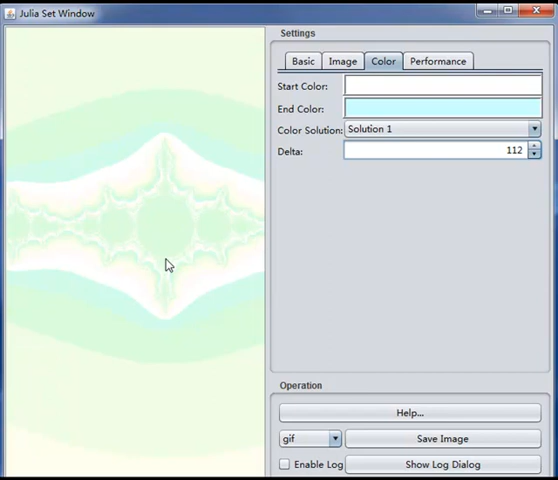 Julia Set Window
Settings
Basic Image Color Performance
Start Color:
End Color:
Color Solution: Solution 1
Delta: 112
Operation
Help...
gif Save Image
Enable Log Show Log Dialog